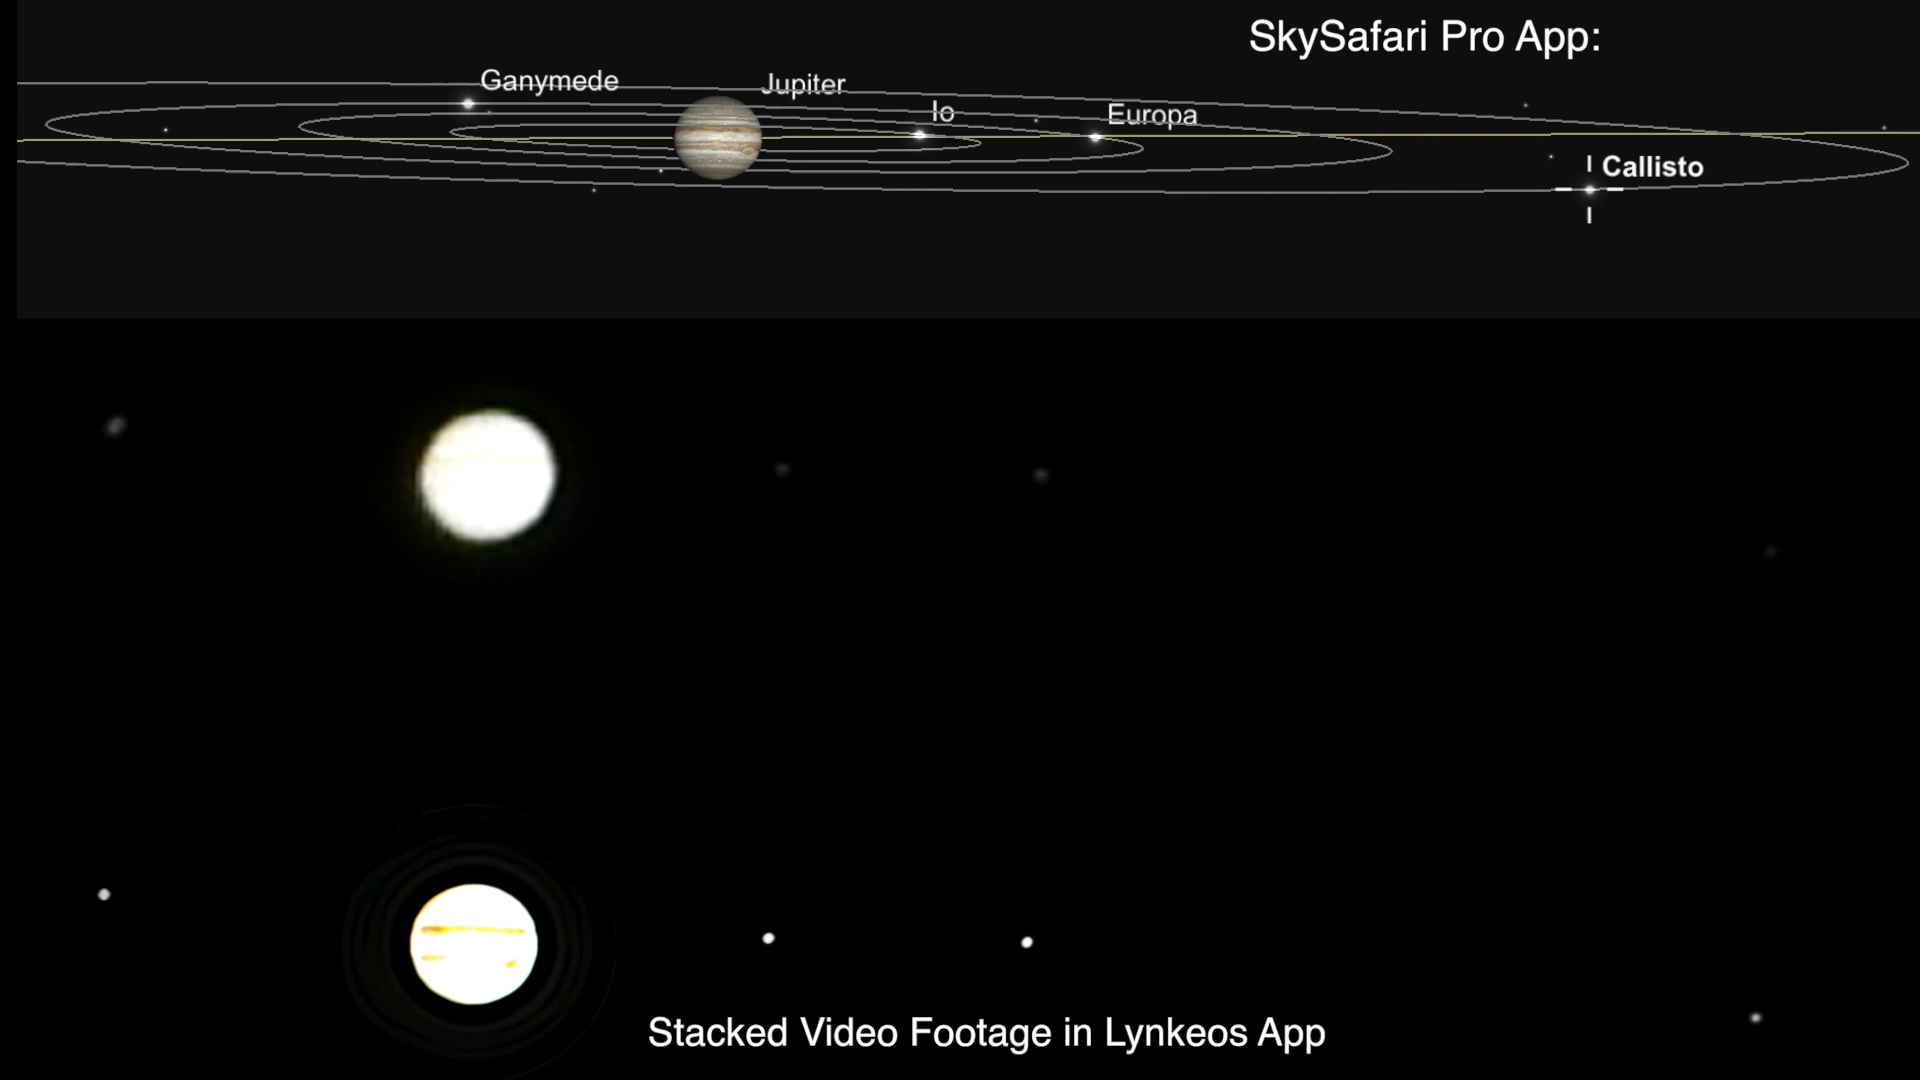 SkySafari Pro App:
Ganymede
Jupiter
Io
Europa
Callisto
Stacked Video Footage in Lynkeos App